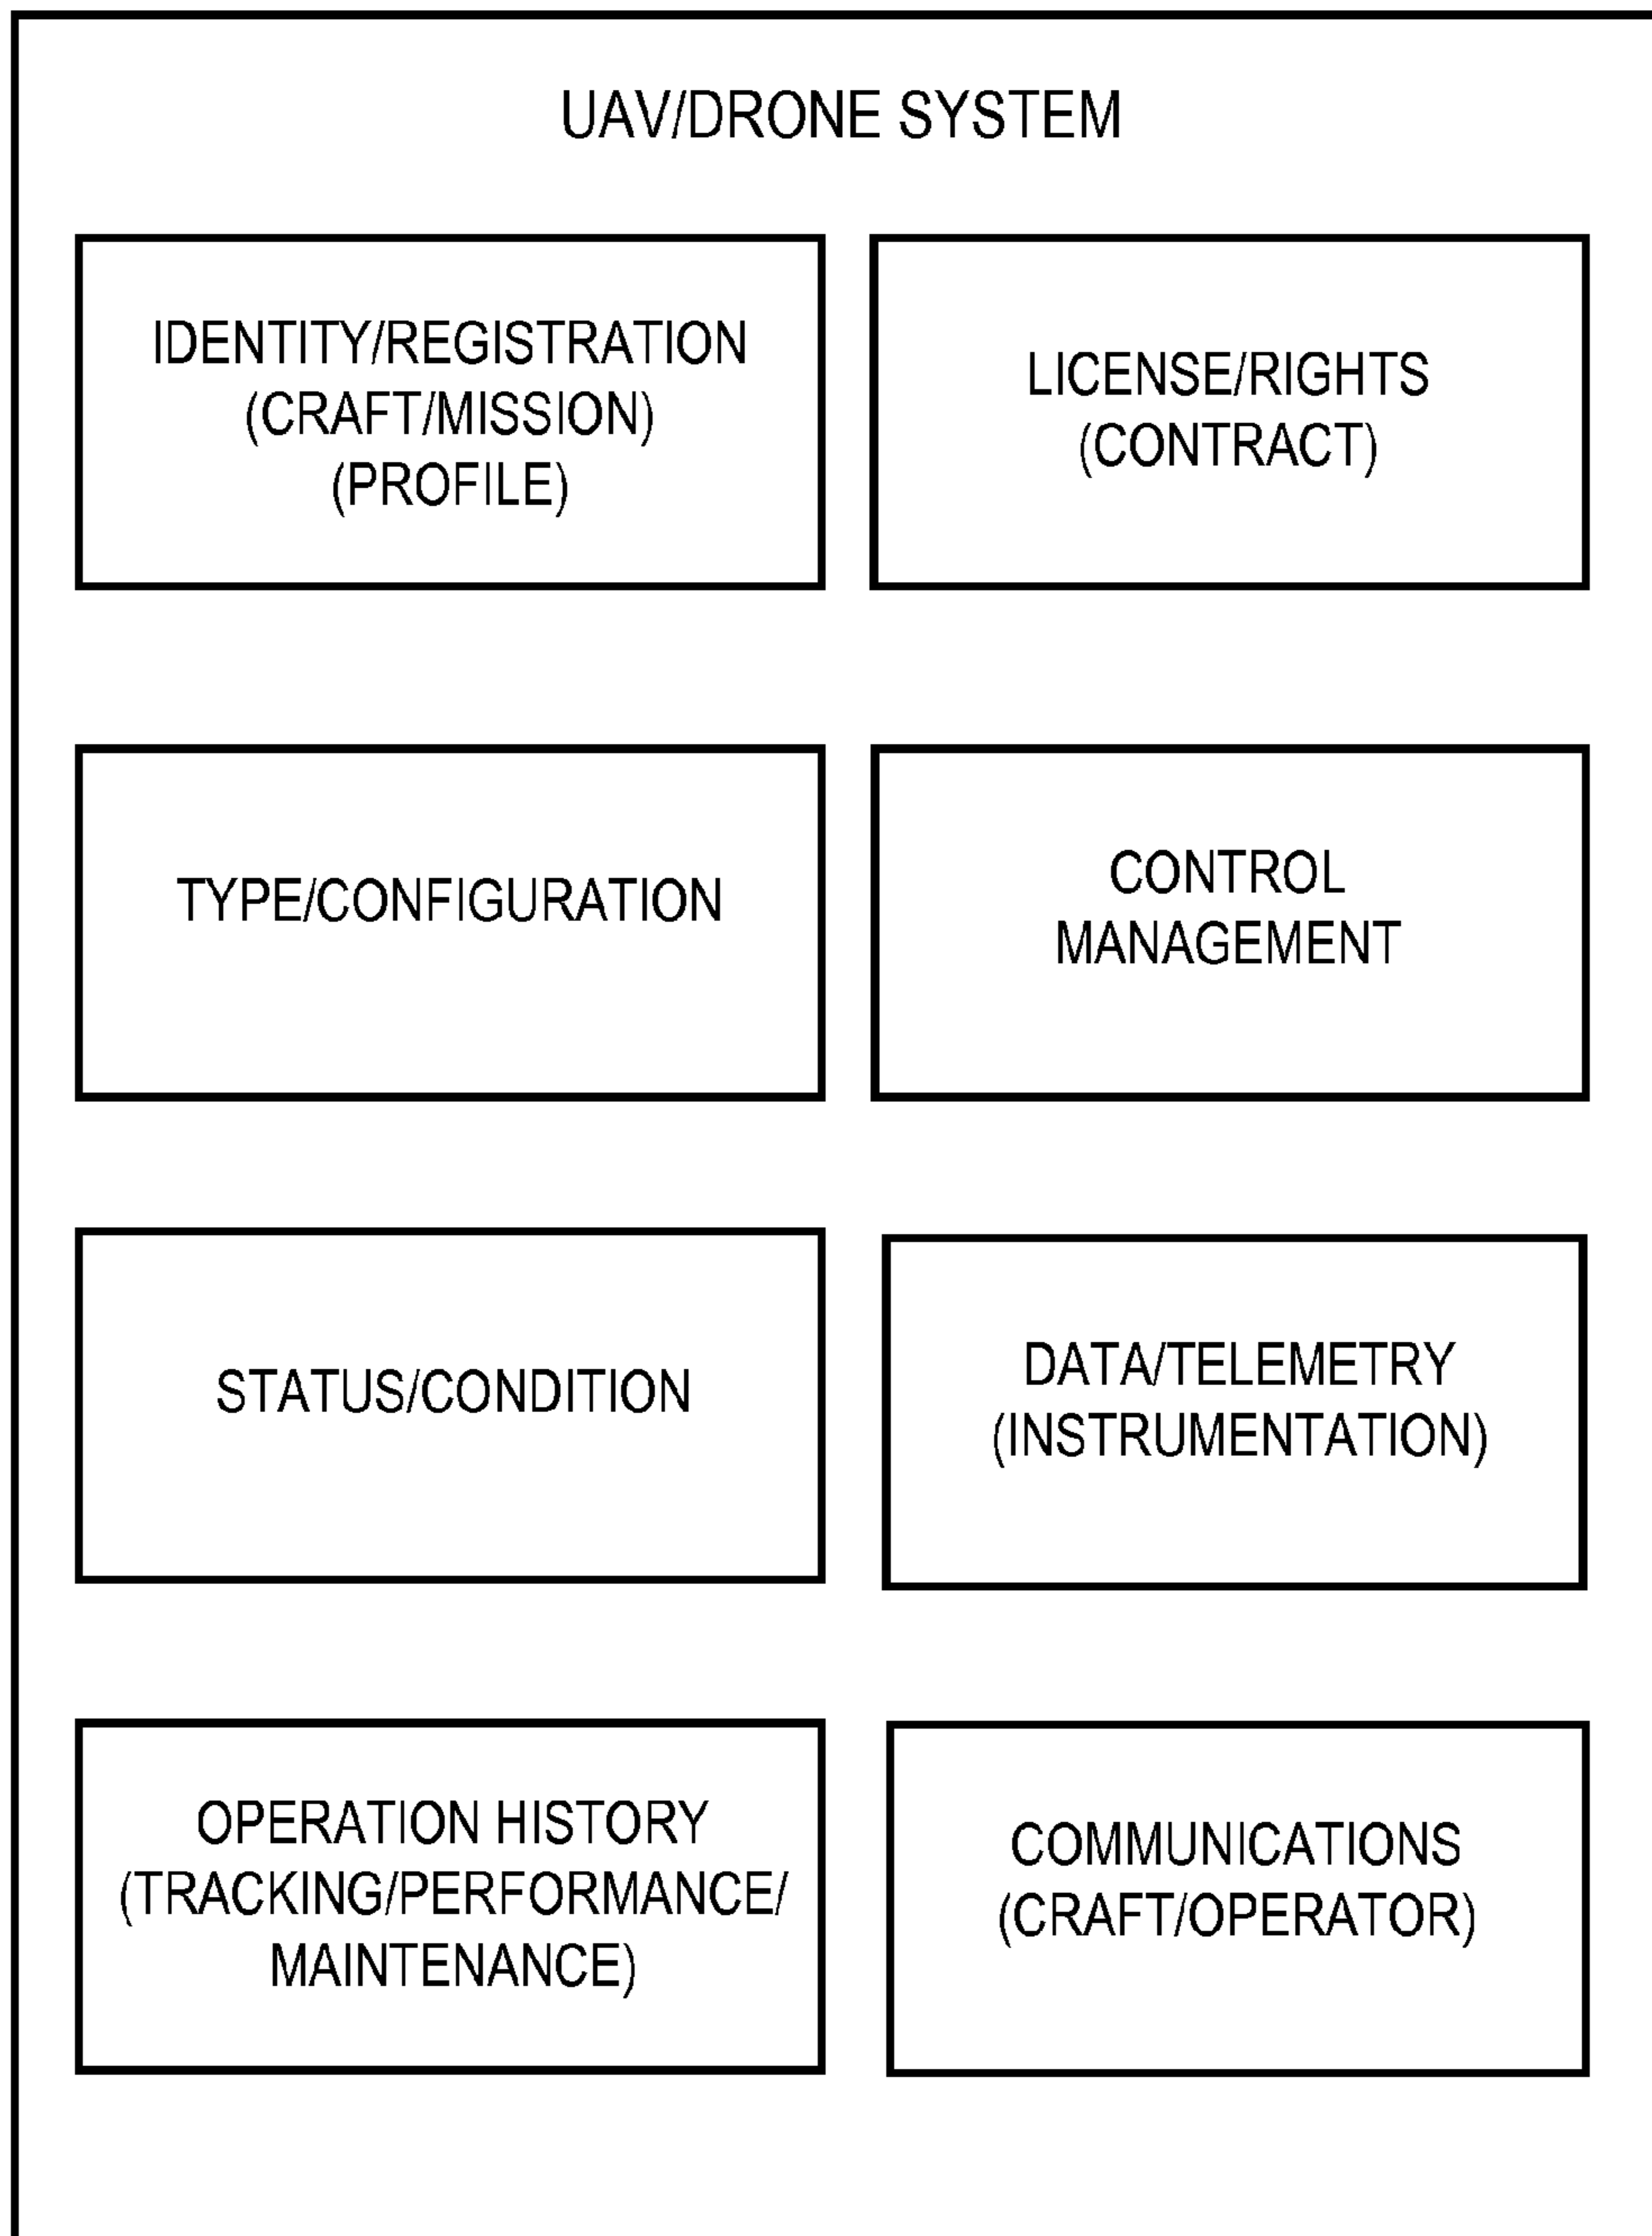 UAV/DRONE SYSTEM
IDENTITY/REGISTRATION
(CRAFT/MISSION)
(PROFILE)
LICENSE/RIGHTS
(CONTRACT)
TYPE/CONFIGURATION
CONTROL
MANAGEMENT
STATUS/CONDITION
DATA/TELEMETRY
(INSTRUMENTATION)
OPERATION HISTORY
(TRACKING/PERFORMANCE/
MAINTENANCE)
COMMUNICATIONS
(CRAFT/OPERATOR)